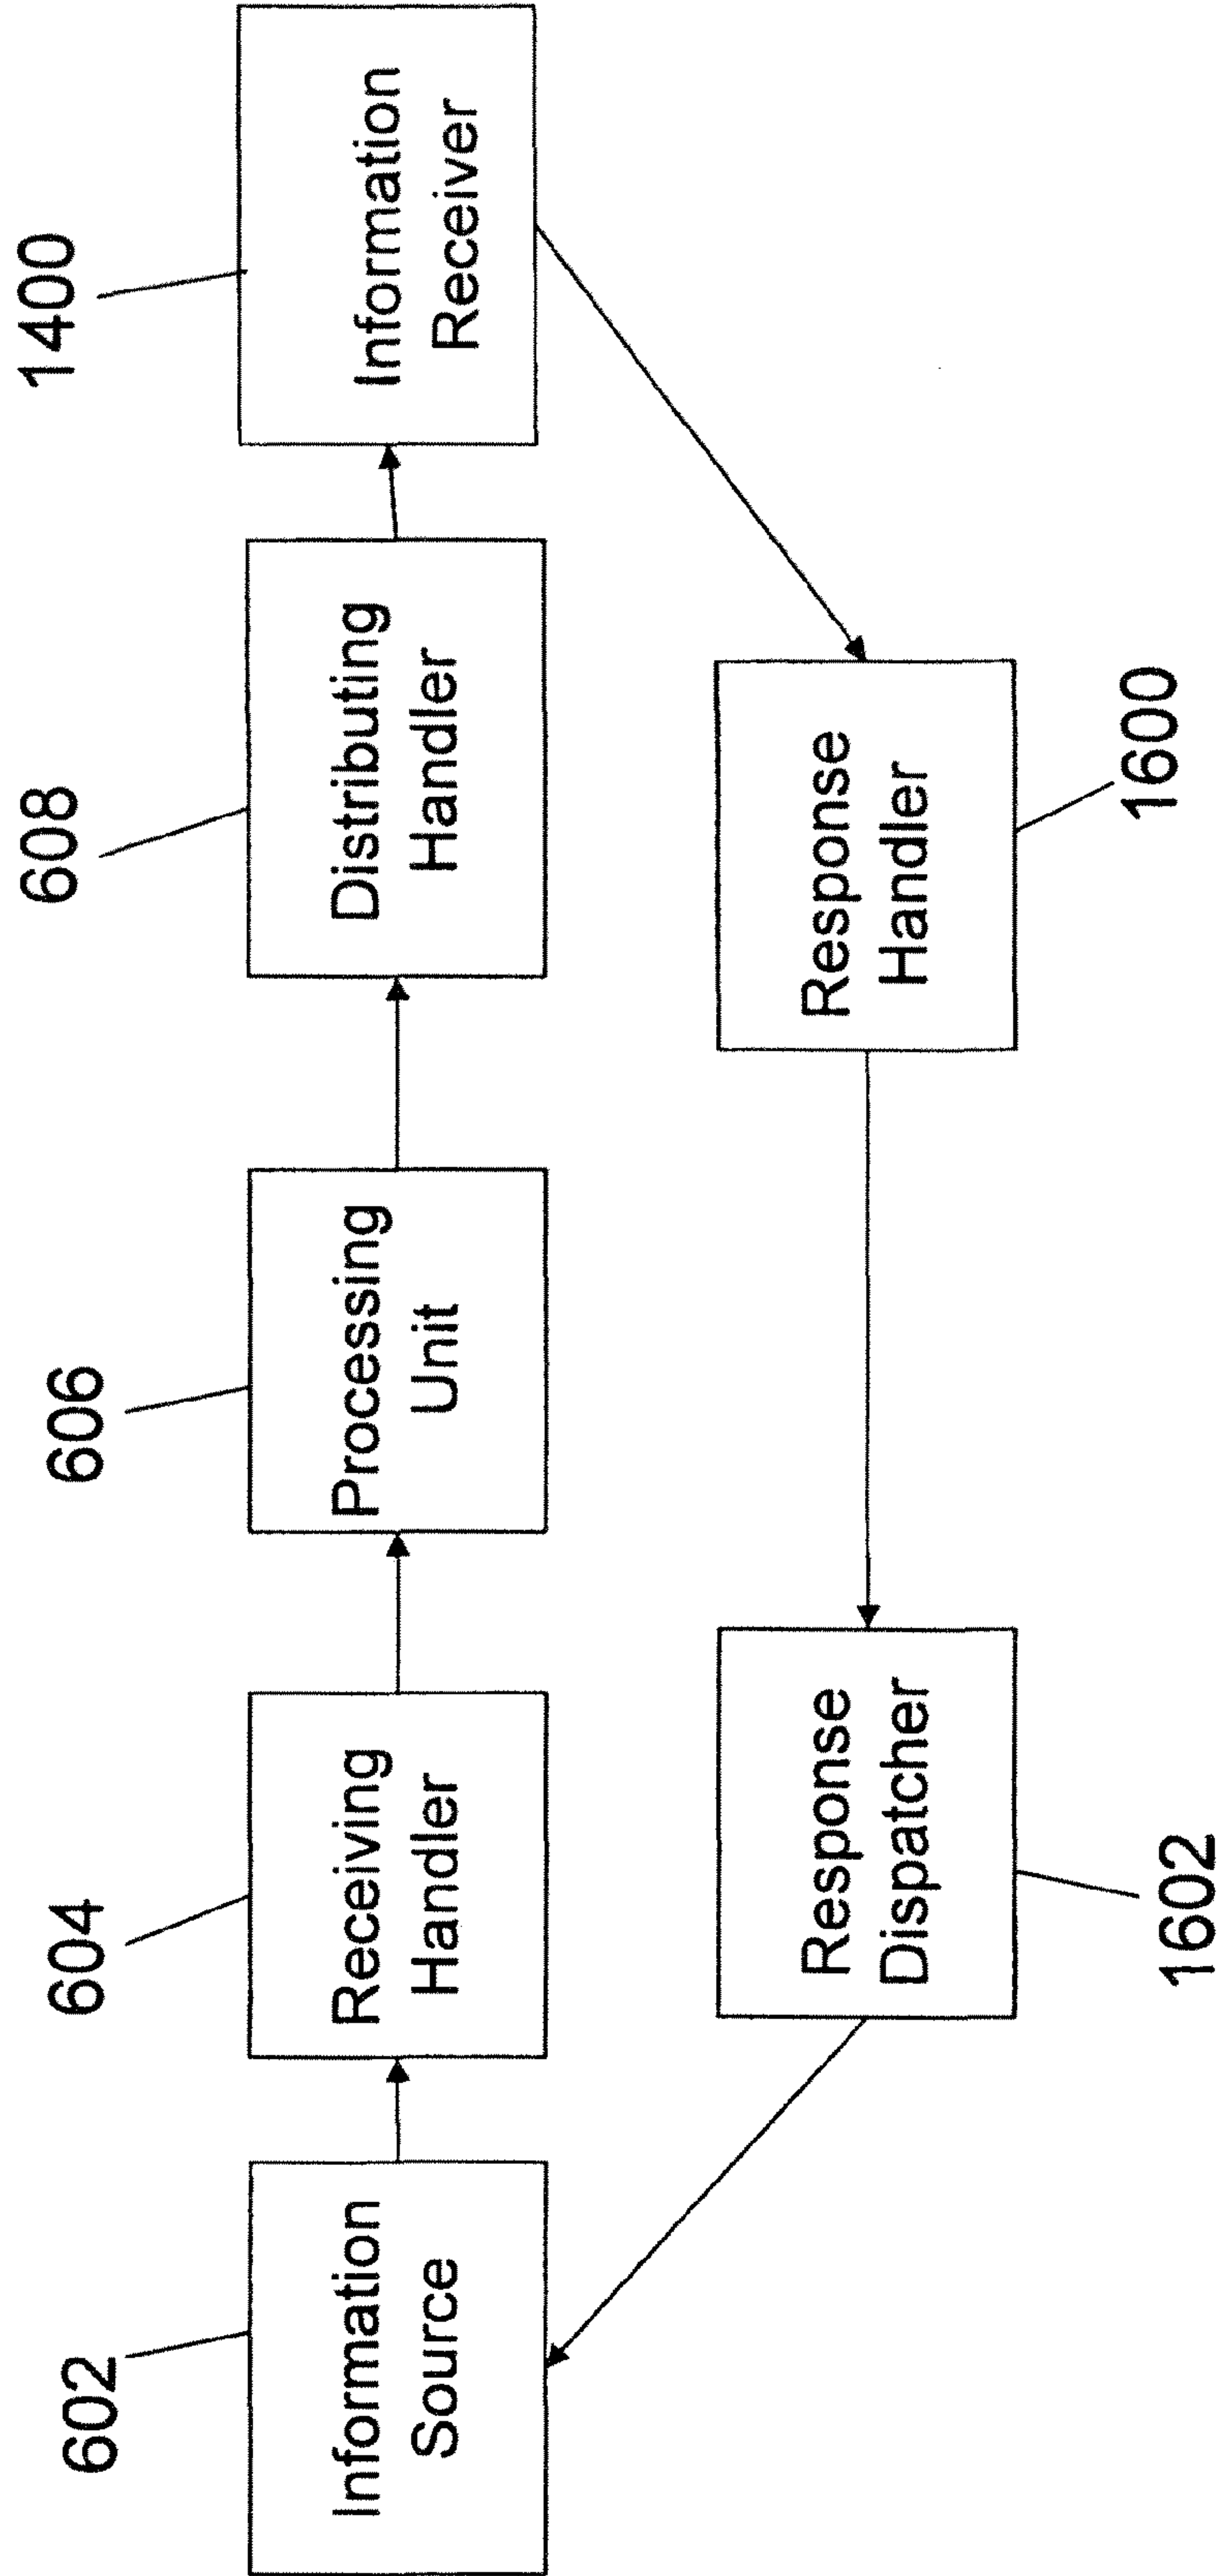 602
604
606
608
1400
Information
Source
Receiving
Handler
Processing
Unit
Distributing
Handler
Information
Receiver
Response
Dispatcher
Response
Handler
1602
1600